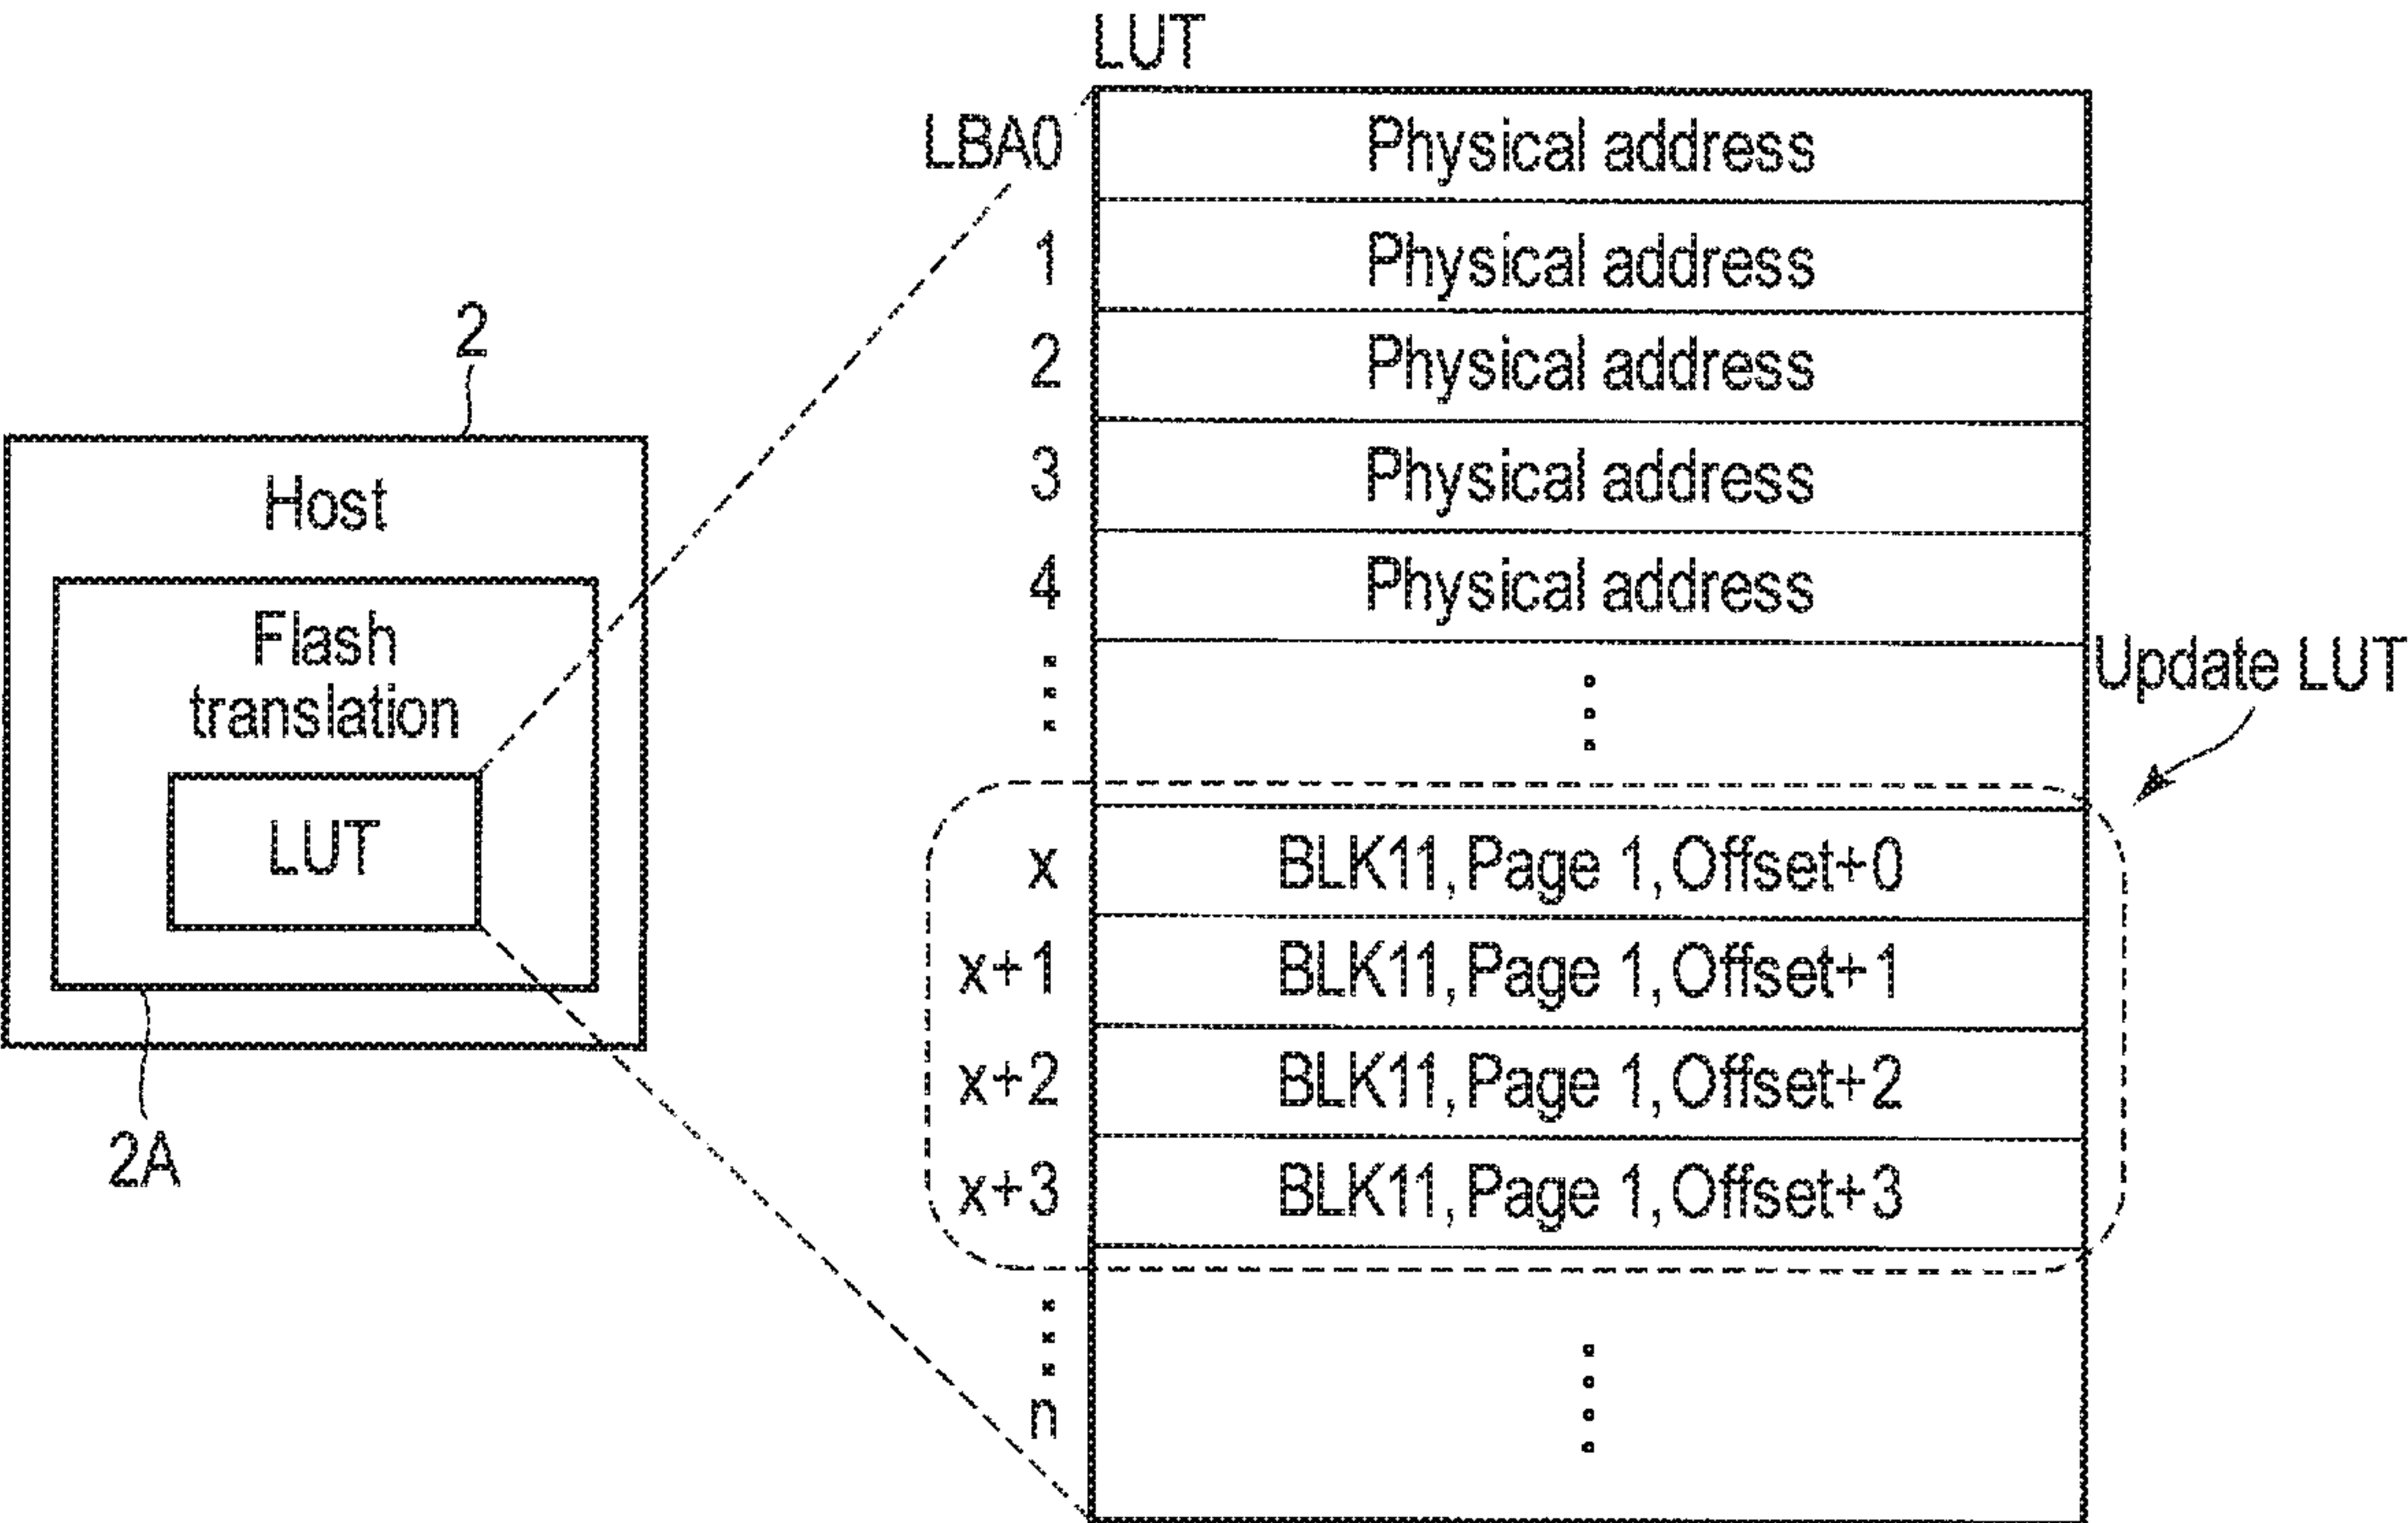 LUT
LBA0 Physical address
1 Physical address
2 Physical address
3 Physical address
4 Physical address
Update LUT
x BLK11, Page 1, Offset+0
x+1 BLK11, Page 1, Offset+1
x+2 BLK11, Page 1, Offset+2
x+3 BLK11, Page 1, Offset+3
n
2
Host
Flash
translation
LUT
2A